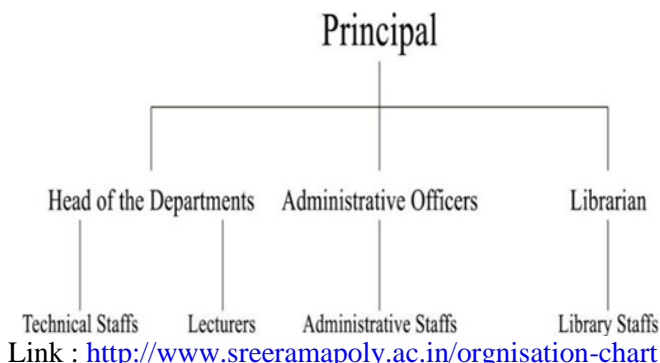 Principal
Head of the Departments Administrative Officers Librarian
Technical Staffs Lecturers Administrative Staffs Library Staffs
Link : http://www.sreeramapoly.ac.in/orgnisation-chart